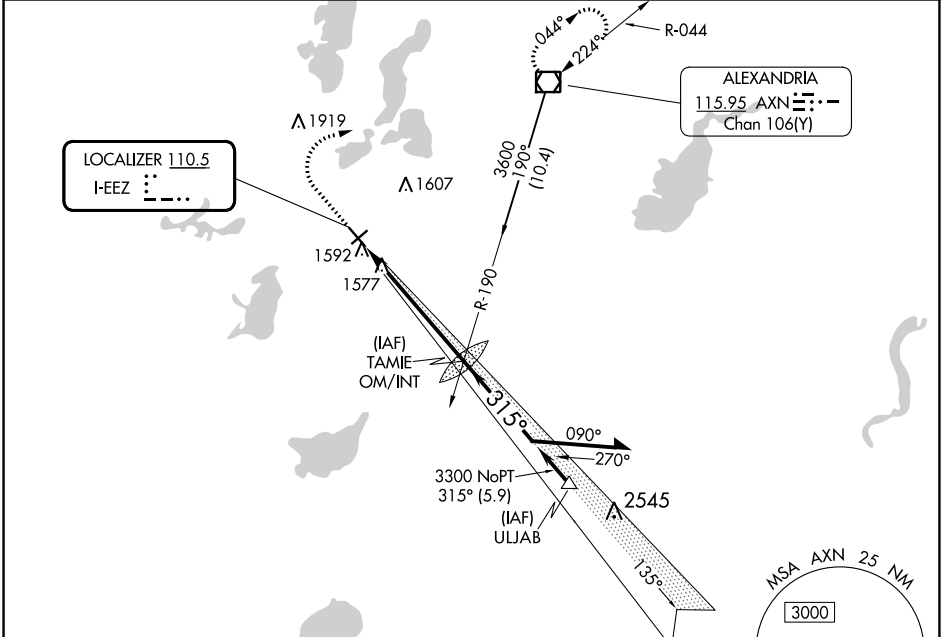 044°
224°
R-044
ALEXANDRIA
115.95 AXN
Chan 106(Y)
1919
LOCALIZER 110.5
I-EEZ
1607
3600
190°
(10.4)
1592
1577
R-190
(IAF)
TAMIE
OM/INT
315°
090°
270°
3300 NoPT
315° (5.9)
(IAF)
ULJAB
2545
135°
MSA AXN 25 NM
3000